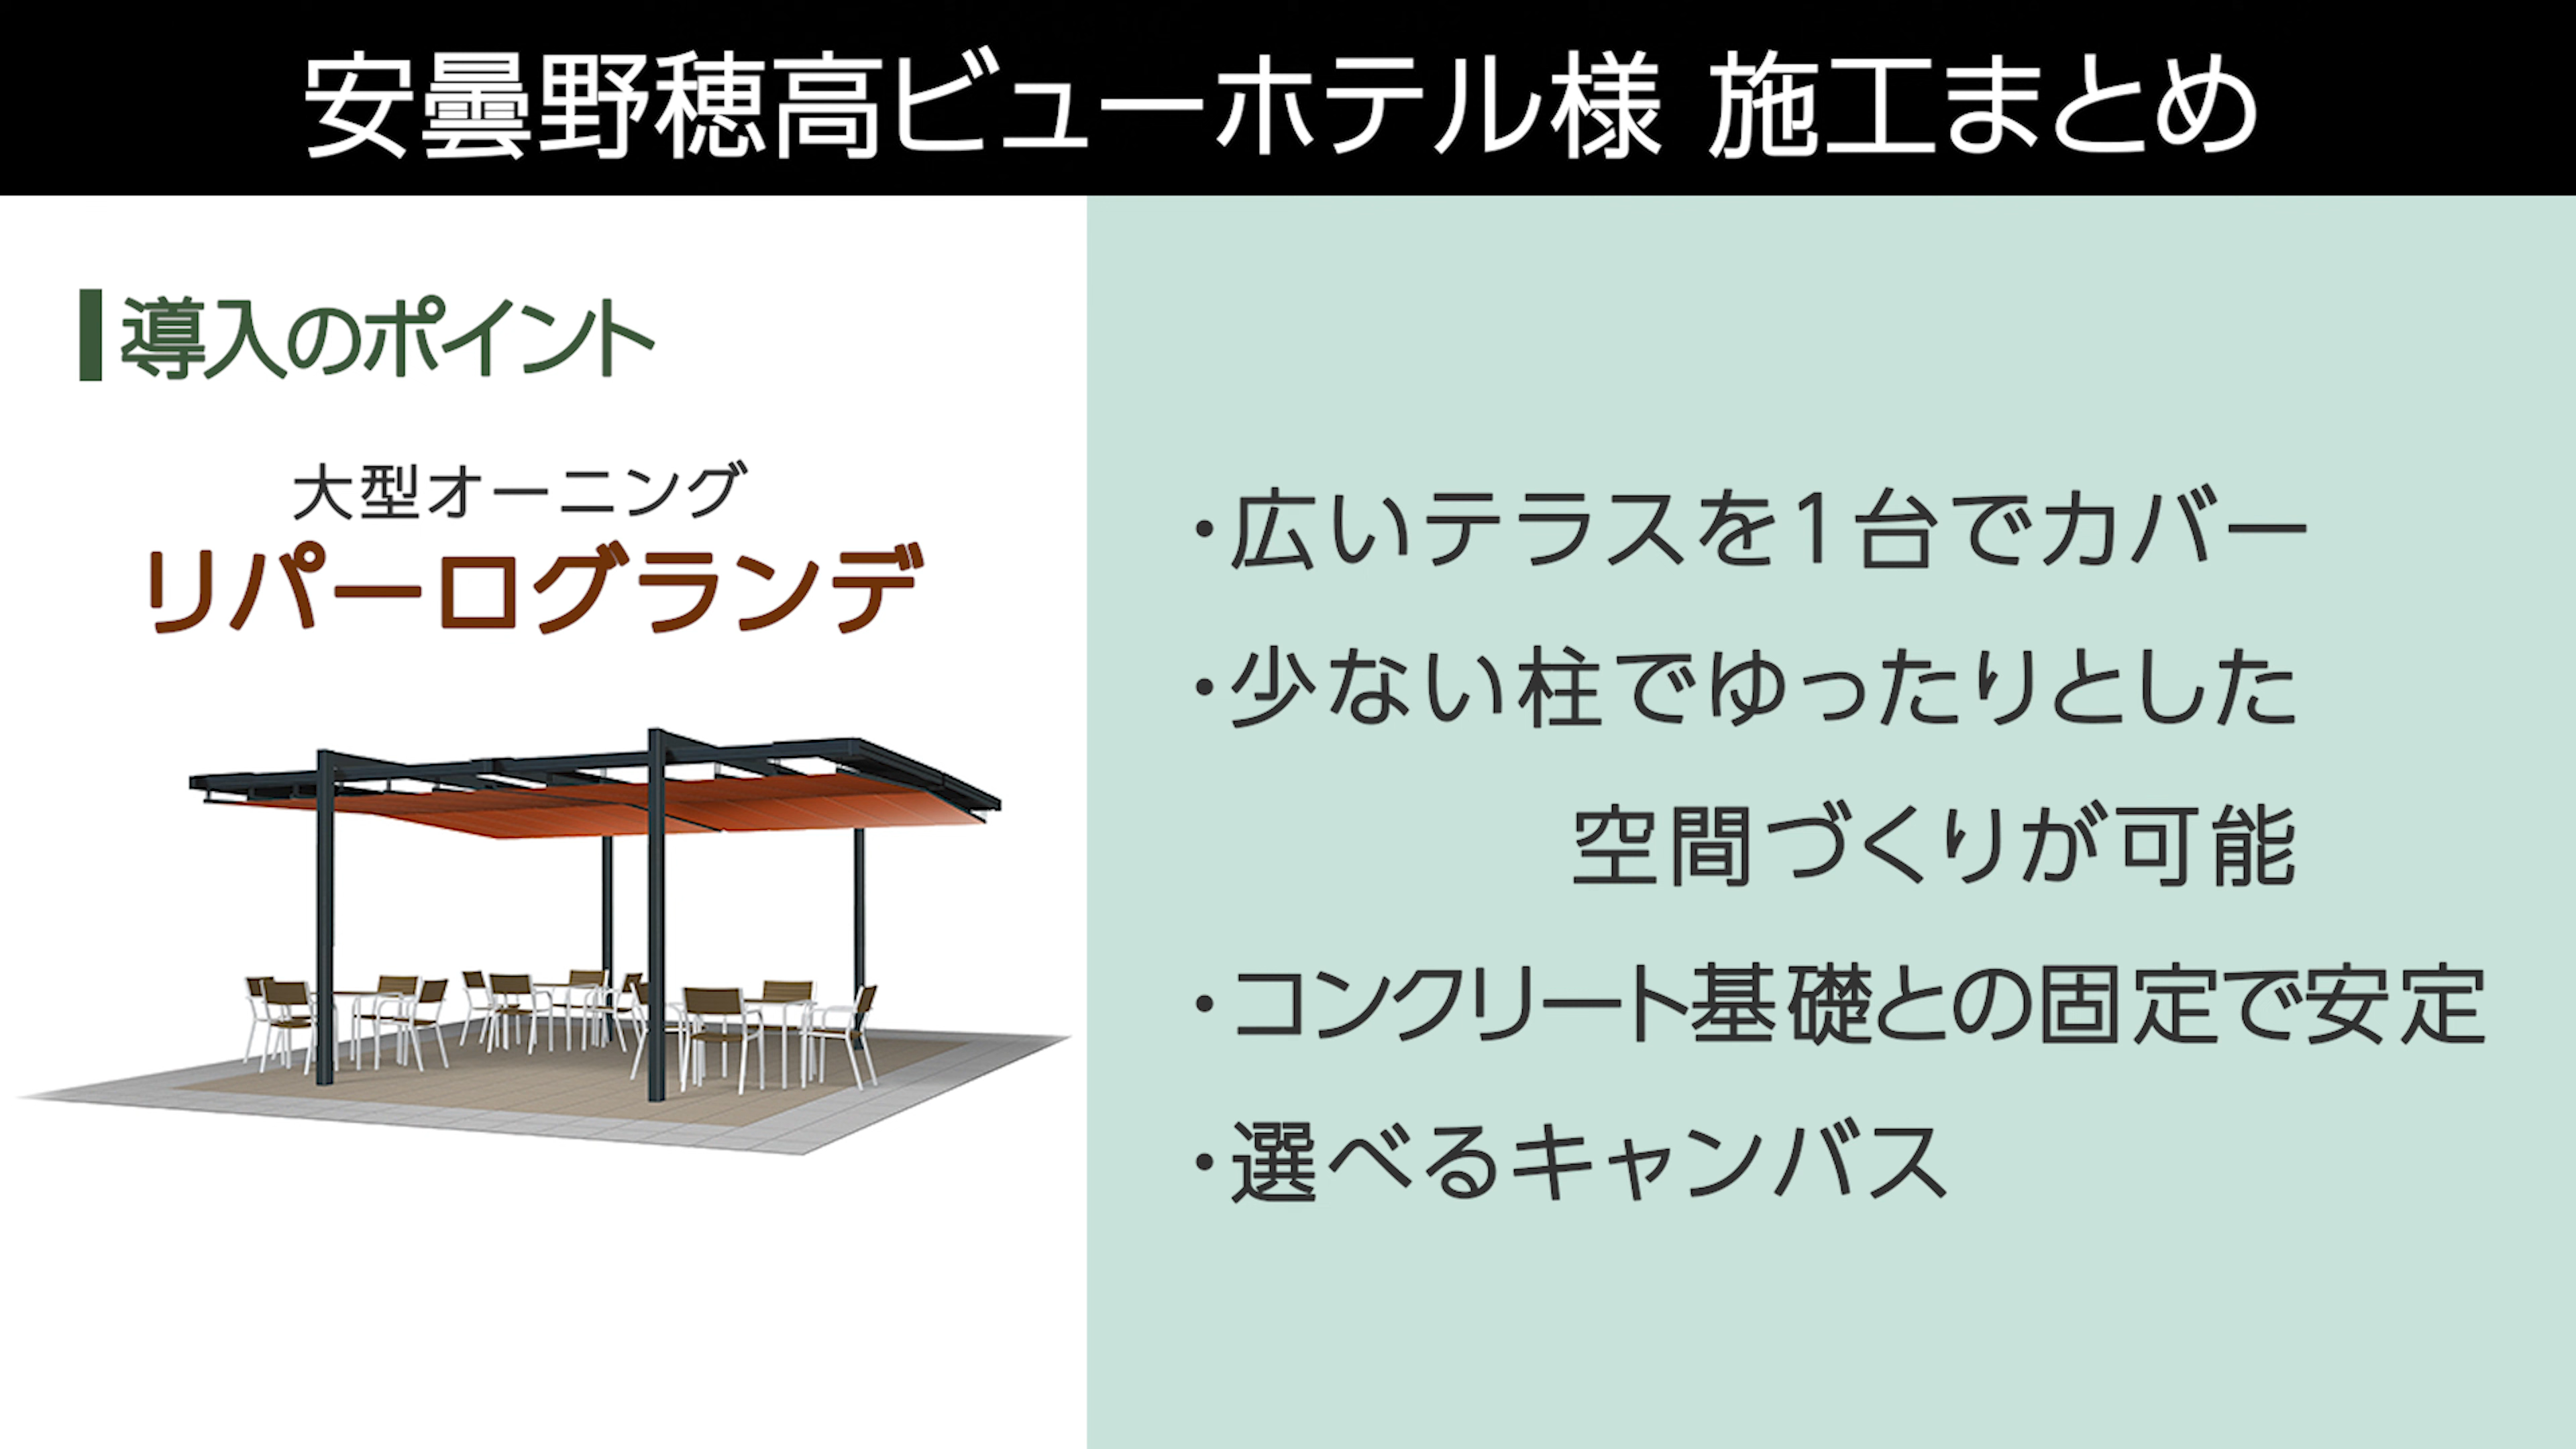 安曇野穂高ビューホテル様 施工まとめ
導入のポイント
大型オーニング
リパーログランデ
・広いテラスを1台でカバー
・少ない柱でゆったりとした
空間づくりが可能
・コンクリート基礎との固定で安定
・選べるキャンバス